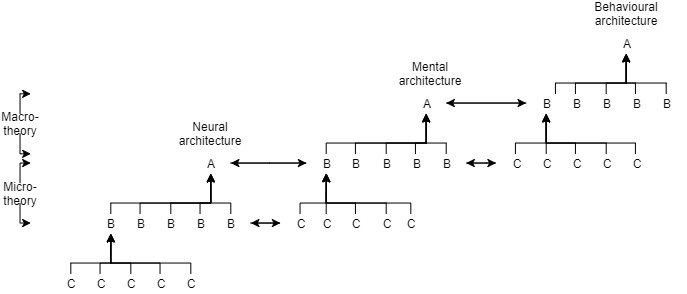 Behavioural
architecture
A
Mental
architecture
A B B B B B
Macro-
theory
Neural
architecture
A B B B B B C C C C C
Micro-
theory
B B B B B C C C C C
C C C C C